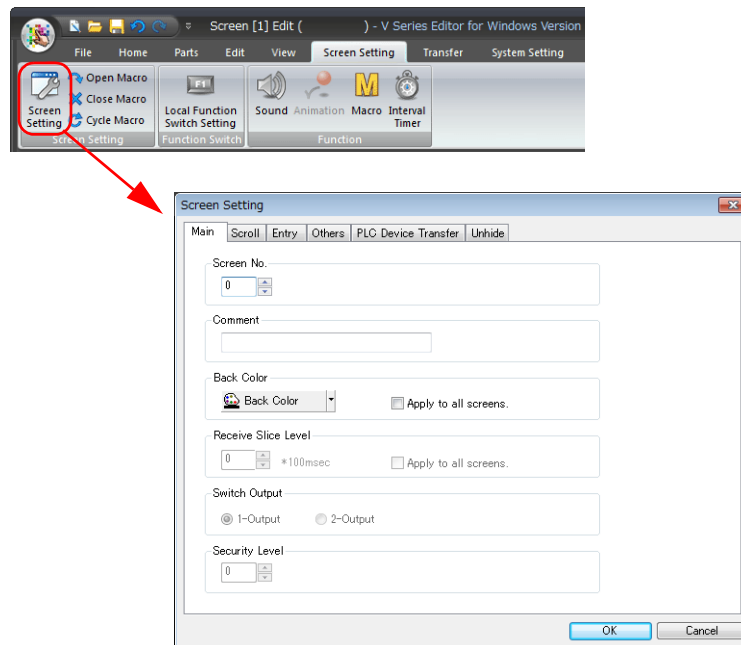 Screen [1] Edit ( ) - V Series Editor for Windows Version
File Home Parts Edit View Screen Setting Transfer System Setting
Screen Setting
Open Macro
Close Macro
Cycle Macro
Screen Setting
F1
Local Function Switch Setting
Function Switch
Sound
Animation
M
Macro
Interval Timer
Function
Screen Setting
Main Scroll Entry Others PLC Device Transfer Unhide
Screen No.
0
Comment
Back Color
Back Color
Apply to all screens.
Receive Slice Level
0 *100msec
Apply to all screens.
Switch Output
1-Output 2-Output
Security Level
0
OK Cancel